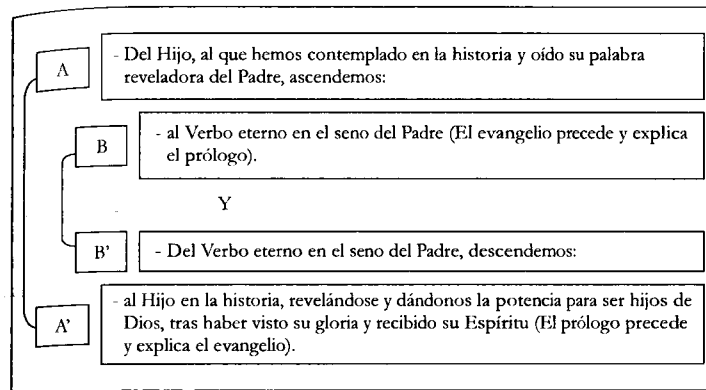 A
- Del Hijo, al que hemos contemplado en la historia y oído su palabra
reveladora del Padre, ascendemos:
B
- al Verbo eterno en el seno del Padre (El evangelio precede y explica
el prólogo).
Y
B'
- Del Verbo eterno en el seno del Padre, descendemos:
A'
- al Hijo en la historia, revelándose y dándonos la potencia para ser hijos de
Dios, tras haber visto su gloria y recibido su Espíritu (El prólogo precede
y explica el evangelio).